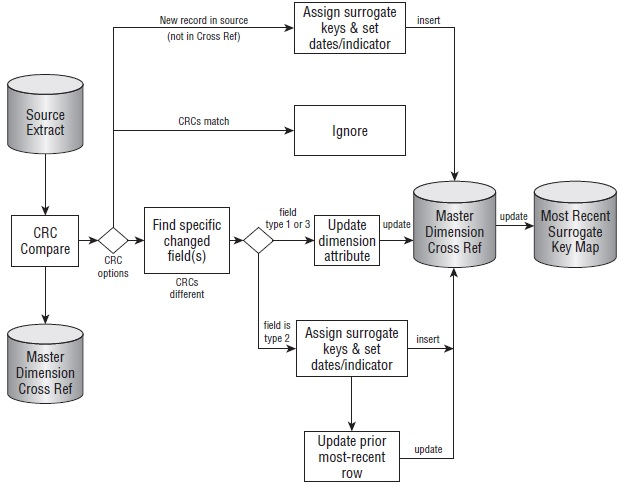 New record in source
(not in Cross Ref)
Assign surrogate
keys & set
dates/indicator
insert
Source
Extract
CRCs match
Ignore
CRC
Compare
CRC
options
Find specific
changed
field(s)
CRCs
different
field
type 1 or 3
Update
dimension
attribute
update
Master
Dimension
Cross Ref
update
Most Recent
Surrogate
Key Map
Master
Dimension
Cross Ref
field is
type 2
Assign surrogate
keys & set
dates/indicator
insert
Update prior
most-recent
row
update